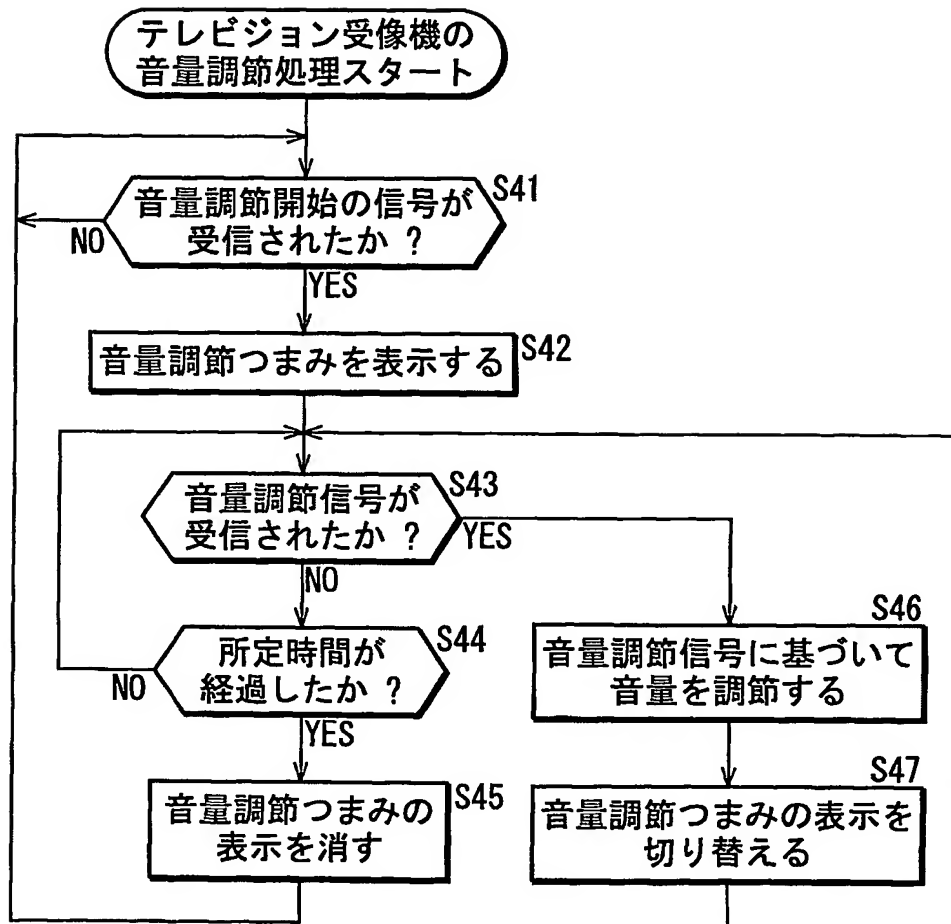 テレビジョン受像機の
音量調節処理スタート
音量調節開始の信号が
受信されたか ?
S41
NO
YES
音量調節つまみを表示する
S42
音量調節信号が
受信されたか ?
S43
YES
NO
所定時間が
経過したか ?
S44
NO
YES
音量調節つまみの
表示を消す
S45
S46
音量調節信号に基づいて
音量を調節する
S47
音量調節つまみの表示を
切り替える